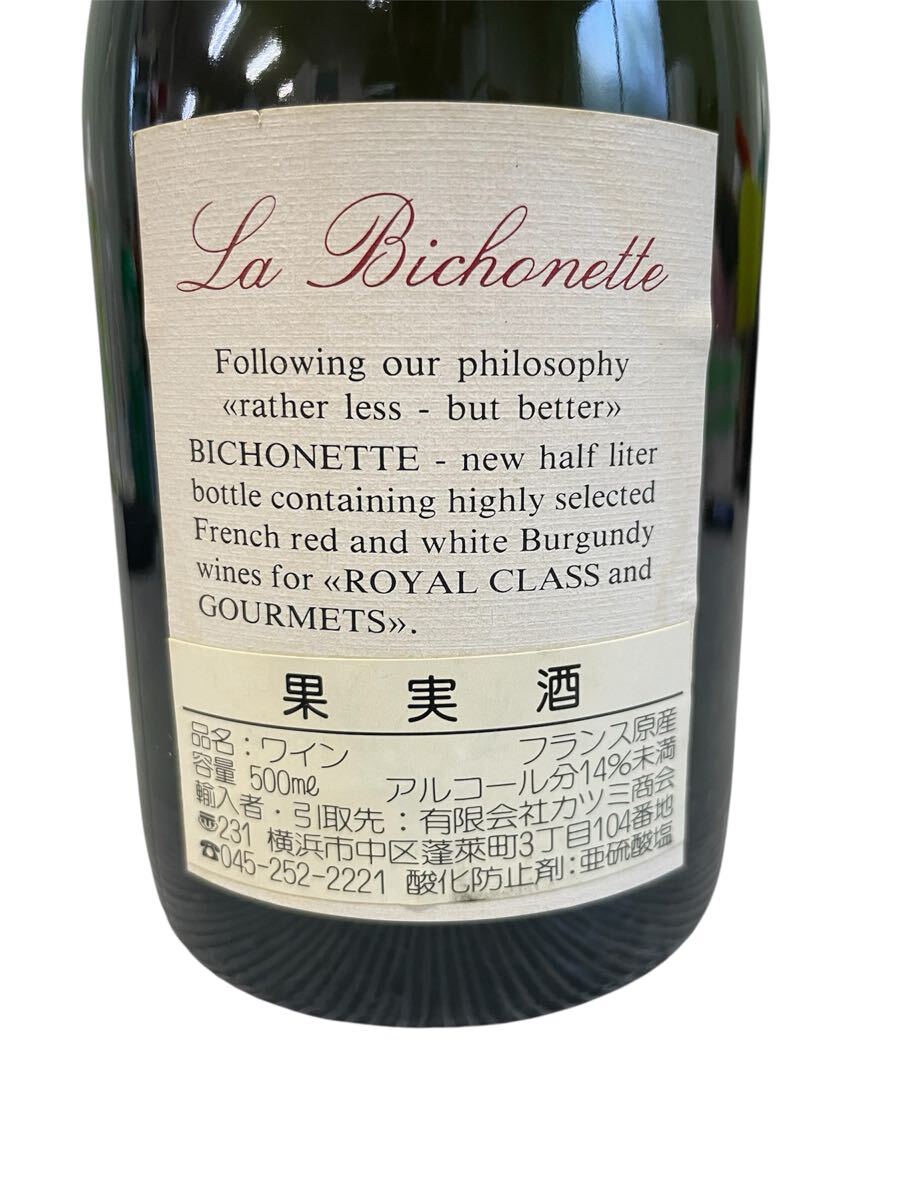 La Bichonette
Following our philosophy
«rather less - but better»
BICHONETTE - new half liter
bottle containing highly selected
French red and white Burgundy
wines for «ROYAL CLASS and
GOURMETS».
果 実 酒
品名：ワイン フランス原産
容量 500㎖ アルコール分14%未満
輸入者・引取先：有限会社カツミ商会
〠231 横浜市中区蓬萊町3丁目104番地
☎045-252-2221 酸化防止剤：亜硫酸塩